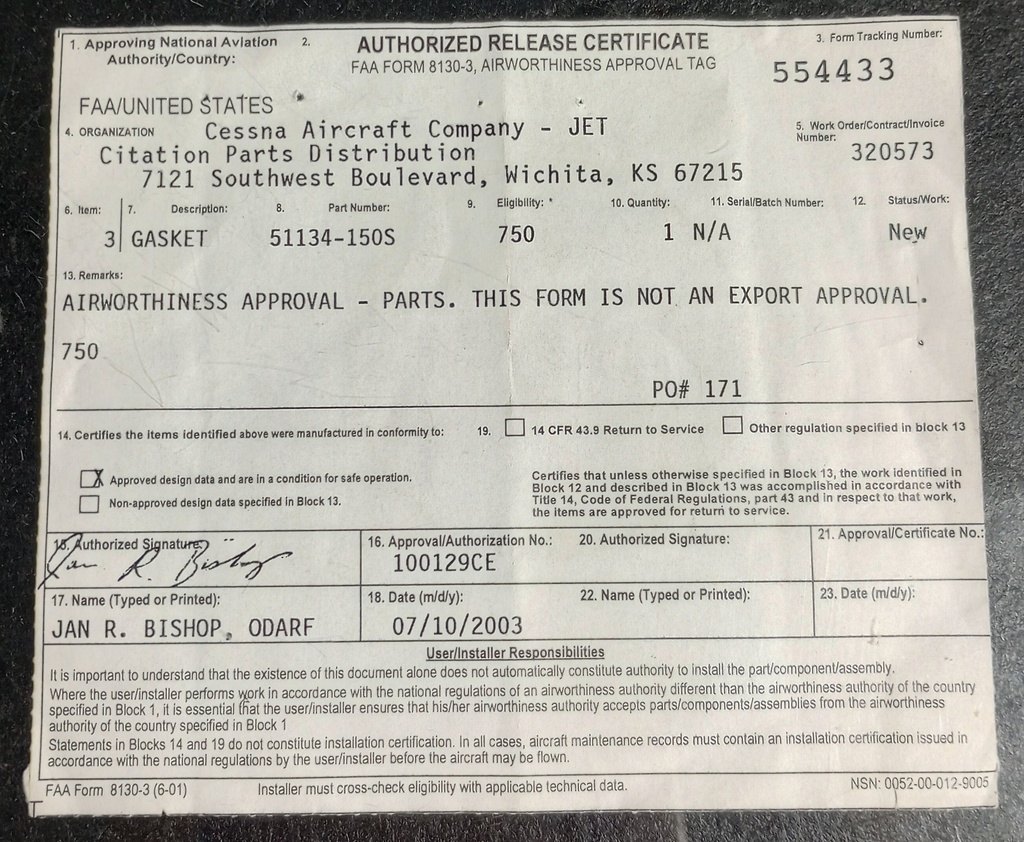 1. Approving National Aviation Authority/Country:
2.
AUTHORIZED RELEASE CERTIFICATE
FAA FORM 8130-3, AIRWORTHINESS APPROVAL TAG
3. Form Tracking Number:
554433
FAA/UNITED STATES
4. ORGANIZATION Cessna Aircraft Company - JET
Citation Parts Distribution
7121 Southwest Boulevard, Wichita, KS 67215
5. Work Order/Contract/Invoice
Number:
320573
6. Item: 7. Description: 8. Part Number: 9. Eligibility: * 10. Quantity: 11. Serial/Batch Number: 12. Status/Work:
3 GASKET 51134-150S 750 1 N/A New
13. Remarks:
AIRWORTHINESS APPROVAL - PARTS. THIS FORM IS NOT AN EXPORT APPROVAL.
750
PO# 171
14. Certifies the items identified above were manufactured in conformity to:
X Approved design data and are in a condition for safe operation.
Non-approved design data specified in Block 13.
19. 14 CFR 43.9 Return to Service Other regulation specified in block 13
Certifies that unless otherwise specified in Block 13, the work identified in
Block 12 and described in Block 13 was accomplished in accordance with
Title 14, Code of Federal Regulations, part 43 and in respect to that work,
the items are approved for return to service.
15. Authorized Signature:
Jan R. Bishop
16. Approval/Authorization No.:
100129CE
20. Authorized Signature:
21. Approval/Certificate No.:
17. Name (Typed or Printed):
JAN R. BISHOP, ODARF
18. Date (m/d/y):
07/10/2003
22. Name (Typed or Printed):
23. Date (m/d/y):
User/Installer Responsibilities
It is important to understand that the existence of this document alone does not automatically constitute authority to install the part/component/assembly.
Where the user/installer performs work in accordance with the national regulations of an airworthiness authority different than the airworthiness authority of the country
specified in Block 1, it is essential that the user/installer ensures that his/her airworthiness authority accepts parts/components/assemblies from the airworthiness
authority of the country specified in Block 1
Statements in Blocks 14 and 19 do not constitute installation certification. In all cases, aircraft maintenance records must contain an installation certification issued in
accordance with the national regulations by the user/installer before the aircraft may be flown.
FAA Form 8130-3 (6-01) Installer must cross-check eligibility with applicable technical data. NSN: 0052-00-012-9005